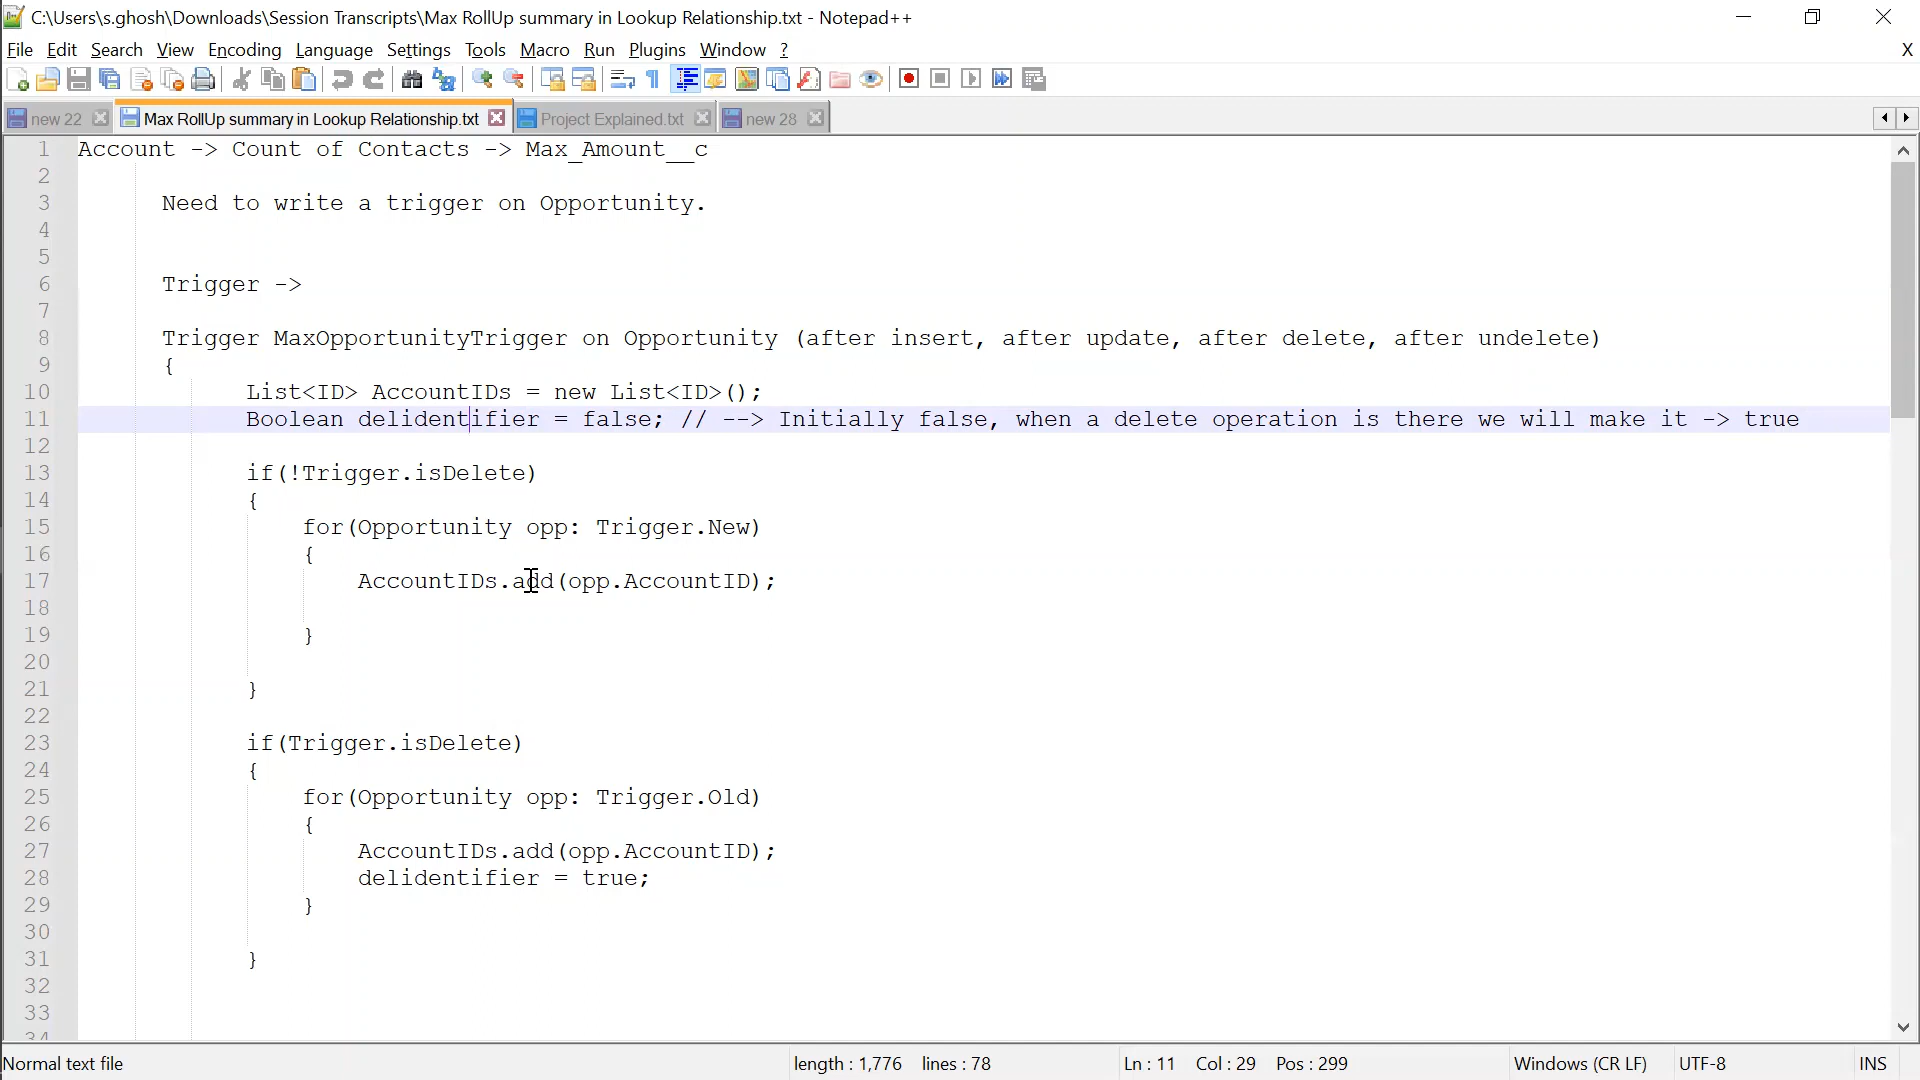 C:\Users\s.ghosh\Downloads\Session Transcripts\Max RollUp summary in Lookup Relationship.txt - Notepad++
File Edit Search View Encoding Language Settings Tools Macro Run Plugins Window ? X
new 22 Max RollUp summary in Lookup Relationship.txt Project Explained.txt new 28
1 Account -> Count of Contacts -> Max_Amount__c
2
3 Need to write a trigger on Opportunity.
4
5
6 Trigger ->
7
8 Trigger MaxOpportunityTrigger on Opportunity (after insert, after update, after delete, after undelete)
9 {
10 List<ID> AccountIDs = new List<ID>();
11 Boolean delidentifier = false; // --> Initially false, when a delete operation is there we will make it -> true
12
13 if(!Trigger.isDelete)
14 {
15 for(Opportunity opp: Trigger.New)
16 {
17 AccountIDs.add(opp.AccountID);
18
19 }
20
21 }
22
23 if(Trigger.isDelete)
24 {
25 for(Opportunity opp: Trigger.Old)
26 {
27 AccountIDs.add(opp.AccountID);
28 delidentifier = true;
29 }
30
31 }
32
33
34
Normal text file length : 1,776 lines : 78 Ln : 11 Col : 29 Pos : 299 Windows (CR LF) UTF-8 INS